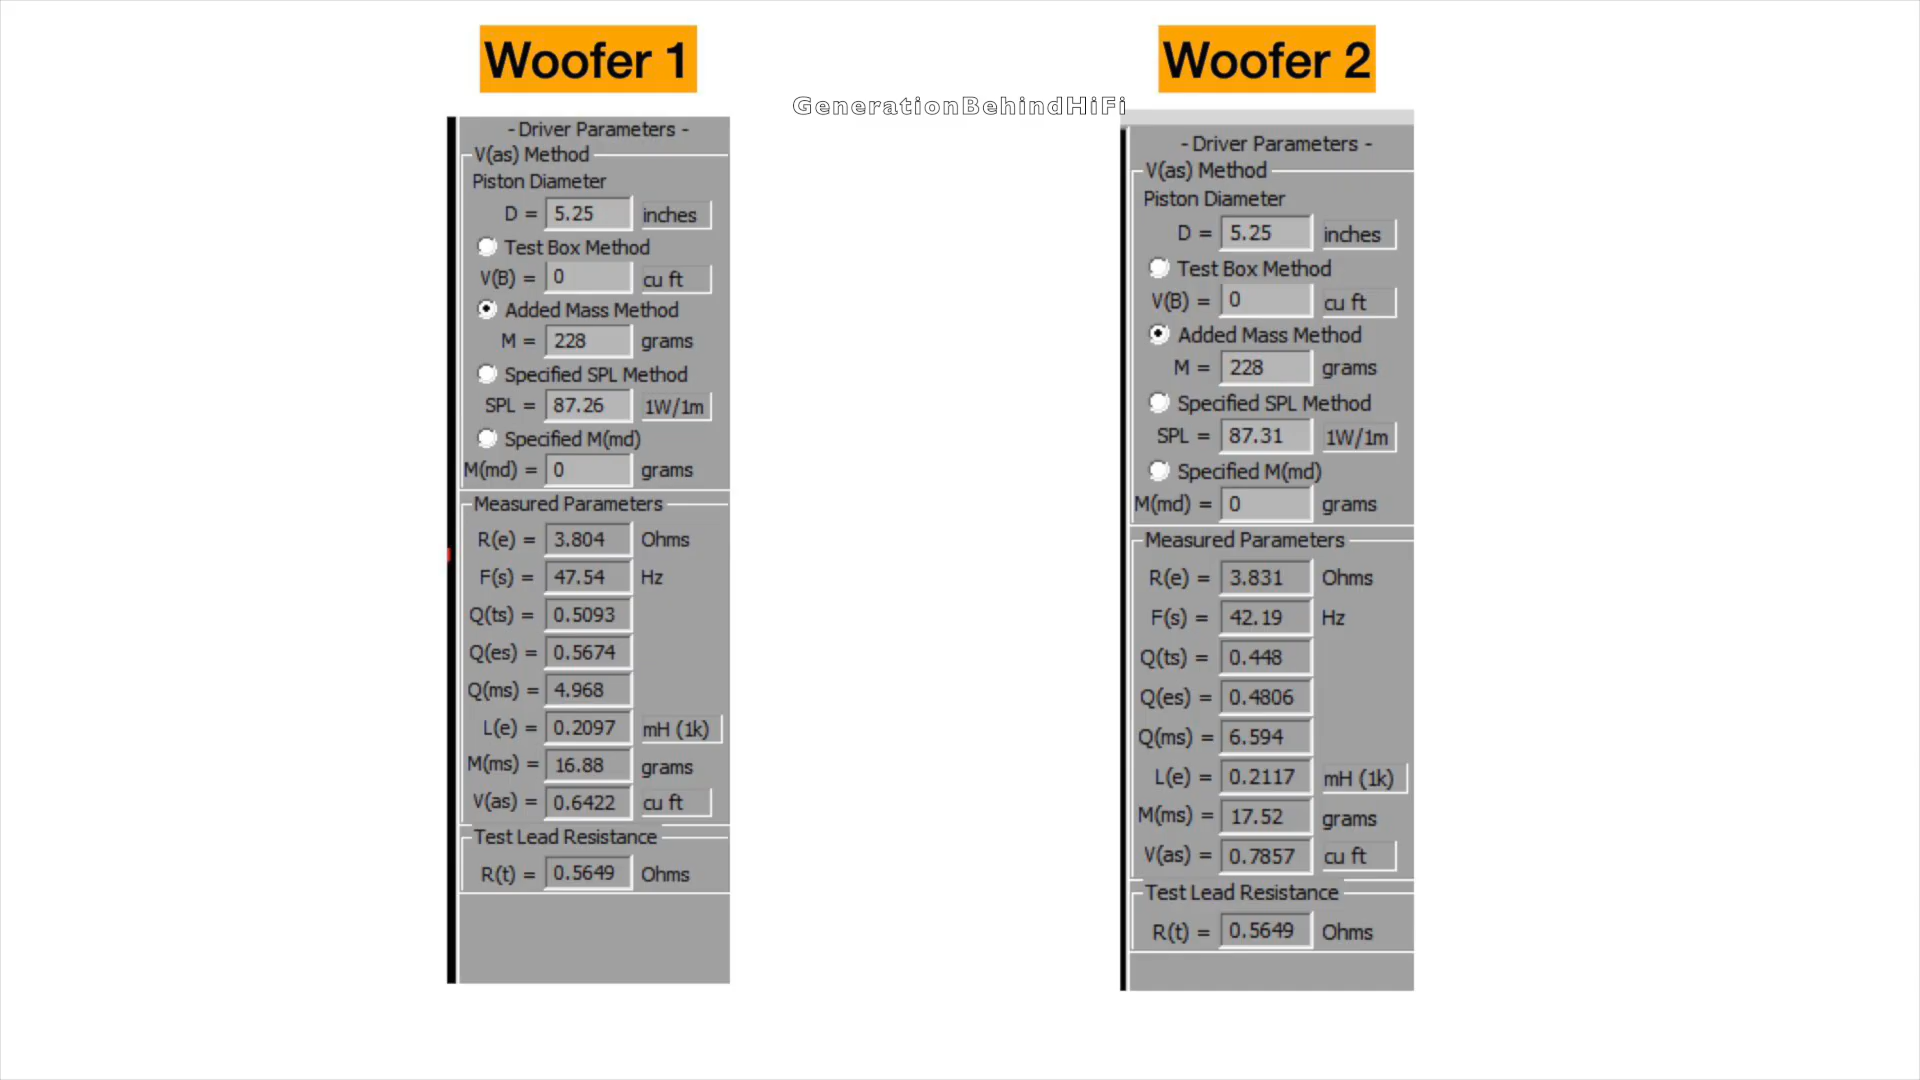 Woofer 1
- Driver Parameters -
V(as) Method
Piston Diameter
D = 5.25 inches
Test Box Method
V(B) = 0 cu ft
Added Mass Method
M = 228 grams
Specified SPL Method
SPL = 87.26 1W/1m
Specified M(md)
M(md) = 0 grams
Measured Parameters
R(e) = 3.804 Ohms
F(s) = 47.54 Hz
Q(ts) = 0.5093
Q(es) = 0.5674
Q(ms) = 4.968
L(e) = 0.2097 mH (1k)
M(ms) = 16.88 grams
V(as) = 0.6422 cu ft
Test Lead Resistance
R(t) = 0.5649 Ohms
GenerationBehindHiFi
Woofer 2
- Driver Parameters -
V(as) Method
Piston Diameter
D = 5.25 inches
Test Box Method
V(B) = 0 cu ft
Added Mass Method
M = 228 grams
Specified SPL Method
SPL = 87.31 1W/1m
Specified M(md)
M(md) = 0 grams
Measured Parameters
R(e) = 3.831 Ohms
F(s) = 42.19 Hz
Q(ts) = 0.448
Q(es) = 0.4806
Q(ms) = 6.594
L(e) = 0.2117 mH (1k)
M(ms) = 17.52 grams
V(as) = 0.7857 cu ft
Test Lead Resistance
R(t) = 0.5649 Ohms